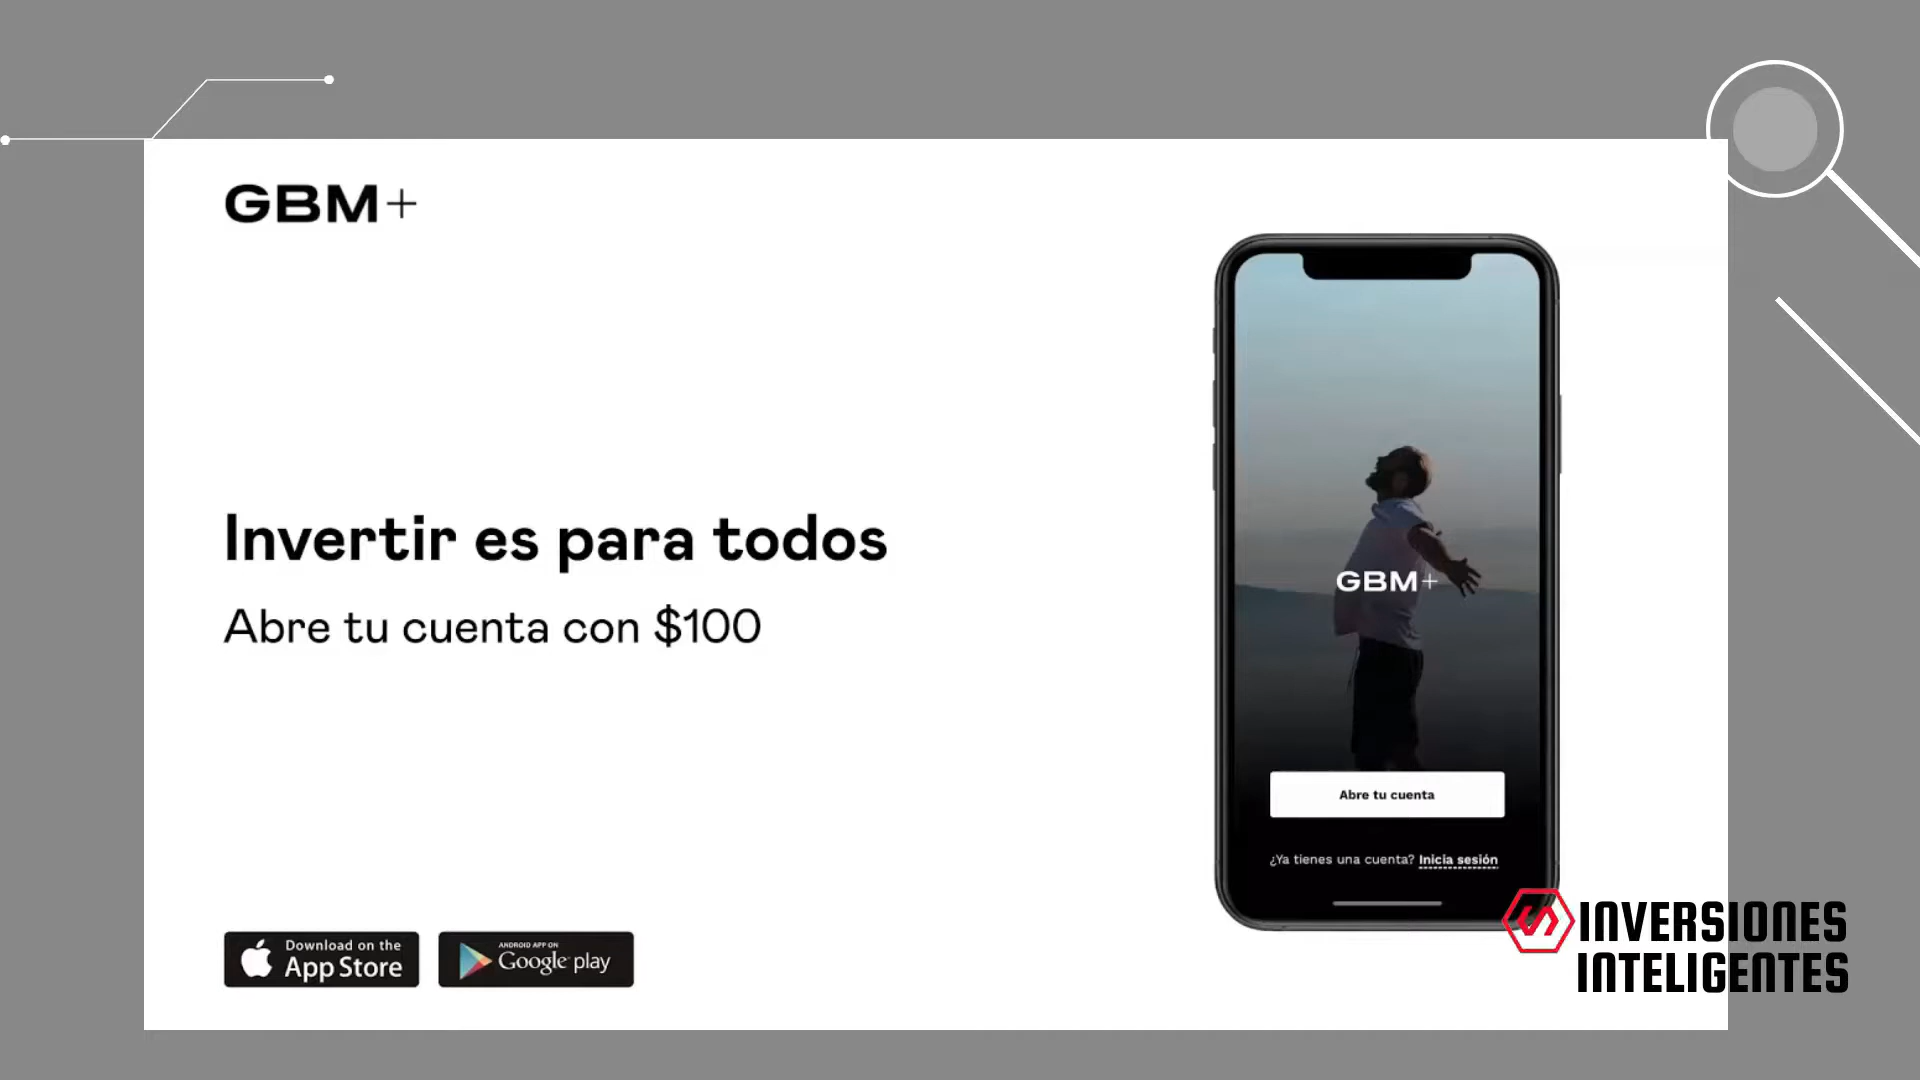 GBM+
Invertir es para todos
Abre tu cuenta con $100
GBM+
Abre tu cuenta
¿Ya tienes una cuenta? Inicia sesión
Download on the
App Store
ANDROID APP ON
Google play
INVERSIONES
INTELIGENTES